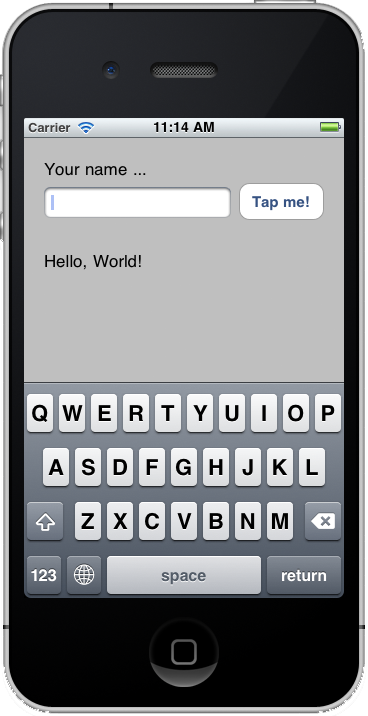 Carrier 11:14 AM
Your name ...
Tap me!
Hello, World!
Q W E R T Y U I O P
A S D F G H J K L
Z X C V B N M
123 space return